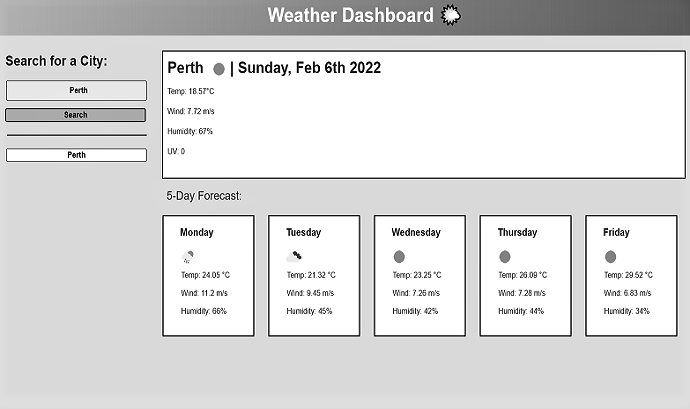 Weather Dashboard
Search for a City:
Perth
Search
Perth
Perth | Sunday, Feb 6th 2022
Temp: 18.57°C
Wind: 7.72 m/s
Humidity: 67%
UV: 0
5-Day Forecast:
Monday
Temp: 24.05 °C
Wind: 11.2 m/s
Humidity: 66%
Tuesday
Temp: 21.32 °C
Wind: 9.45 m/s
Humidity: 45%
Wednesday
Temp: 23.25 °C
Wind: 7.26 m/s
Humidity: 42%
Thursday
Temp: 26.09 °C
Wind: 7.28 m/s
Humidity: 44%
Friday
Temp: 29.52 °C
Wind: 6.83 m/s
Humidity: 34%